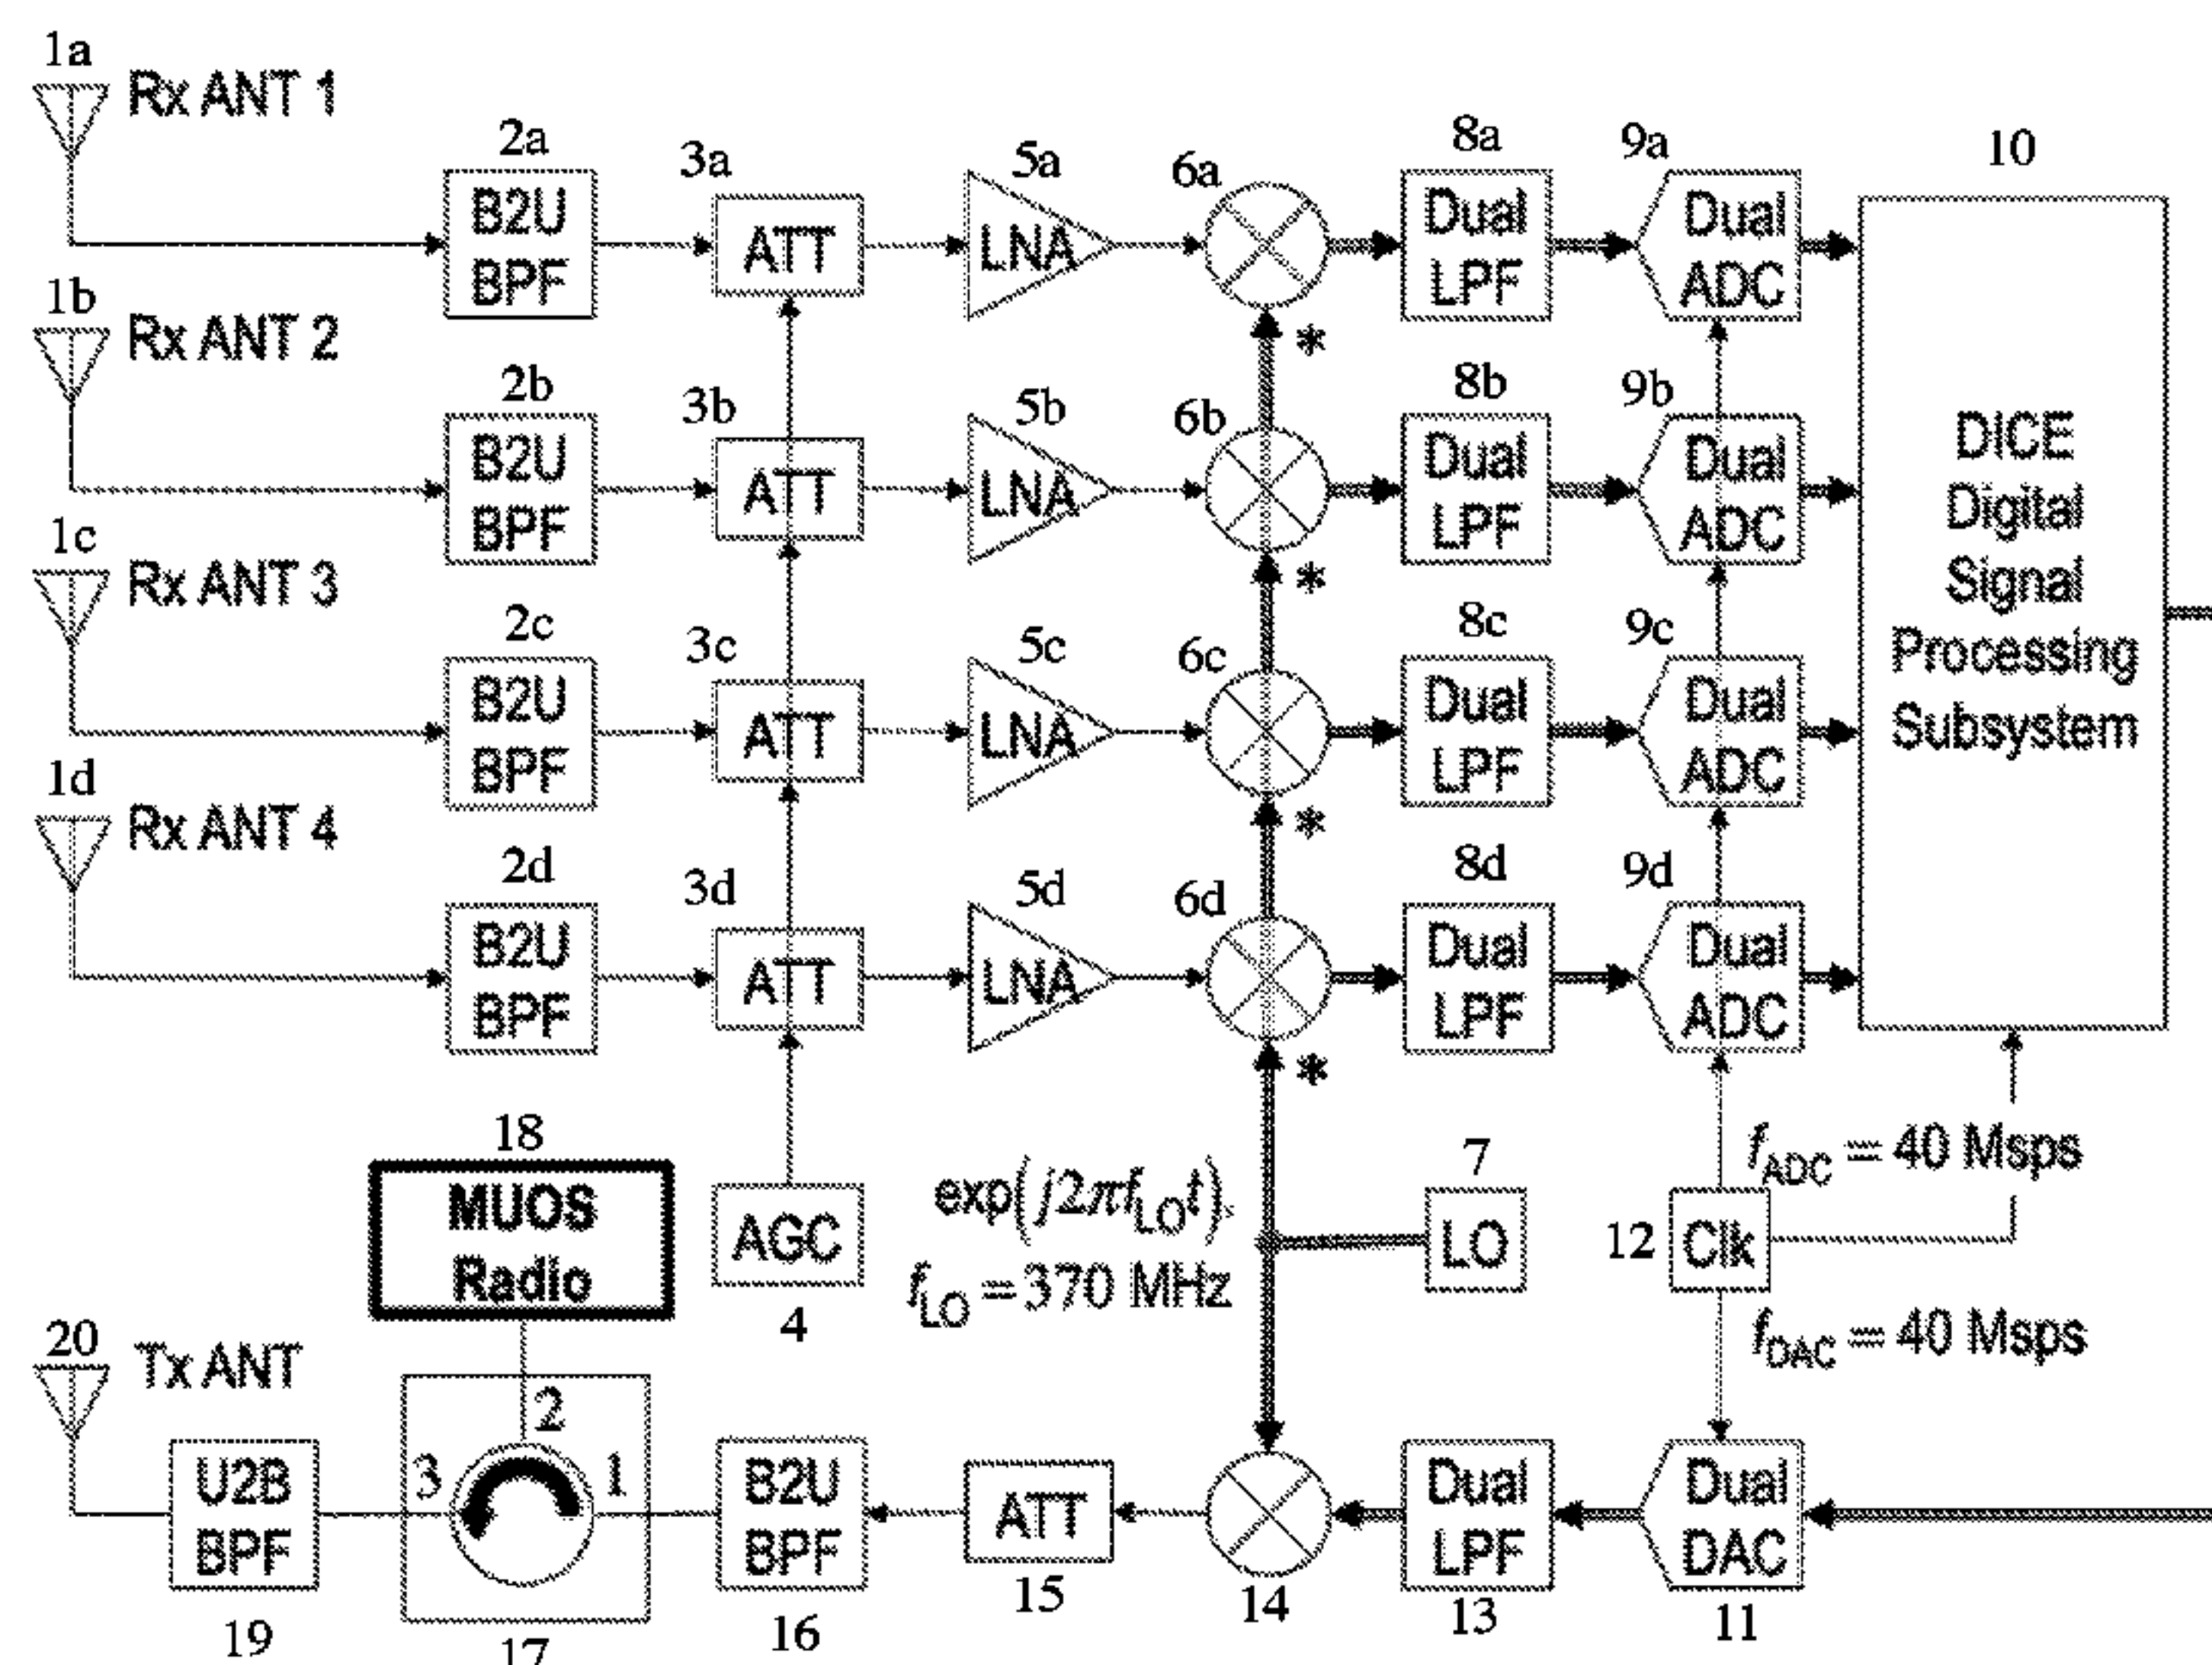 1a
Rx ANT 1
2a
3a
5a
6a
8a
9a
10
B2U
BPF
ATT
LNA
Dual
LPF
Dual
ADC
*
1b
Rx ANT 2
2b
3b
5b
6b
8b
9b
B2U
BPF
ATT
LNA
Dual
LPF
Dual
ADC
DICE
Digital
Signal
Processing
Subsystem
*
1c
Rx ANT 3
2c
3c
5c
6c
8c
9c
B2U
BPF
ATT
LNA
Dual
LPF
Dual
ADC
*
1d
Rx ANT 4
2d
3d
5d
6d
8d
9d
B2U
BPF
ATT
LNA
Dual
LPF
Dual
ADC
*
18
MUOS
Radio
AGC
4
exp(j2πf_LO t),
f_LO = 370 MHz
7
LO
12
Clk
f_ADC = 40 Msps
f_DAC = 40 Msps
20
Tx ANT
U2B
BPF
19
3
2
1
17
B2U
BPF
16
ATT
15
14
Dual
LPF
13
Dual
DAC
11